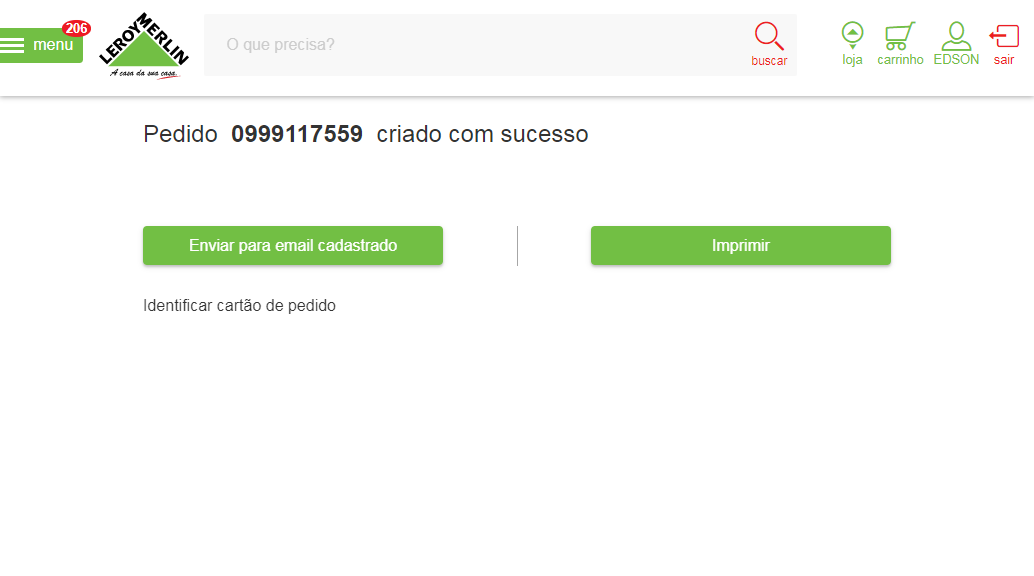 206
menu
LEROY MERLIN
A casa da sua casa.
O que precisa?
buscar
loja
carrinho
EDSON
sair
Pedido 0999117559 criado com sucesso
Enviar para email cadastrado
Imprimir
Identificar cartão de pedido